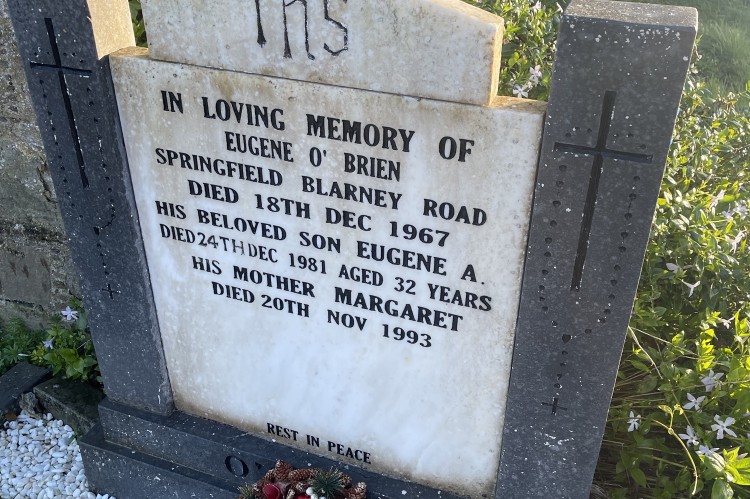 IHS
IN LOVING MEMORY OF
EUGENE O' BRIEN
SPRINGFIELD BLARNEY ROAD
DIED 18TH DEC 1967
HIS BELOVED SON EUGENE A.
DIED 24TH DEC 1981 AGED 32 YEARS
HIS MOTHER MARGARET
DIED 20TH NOV 1993
REST IN PEACE